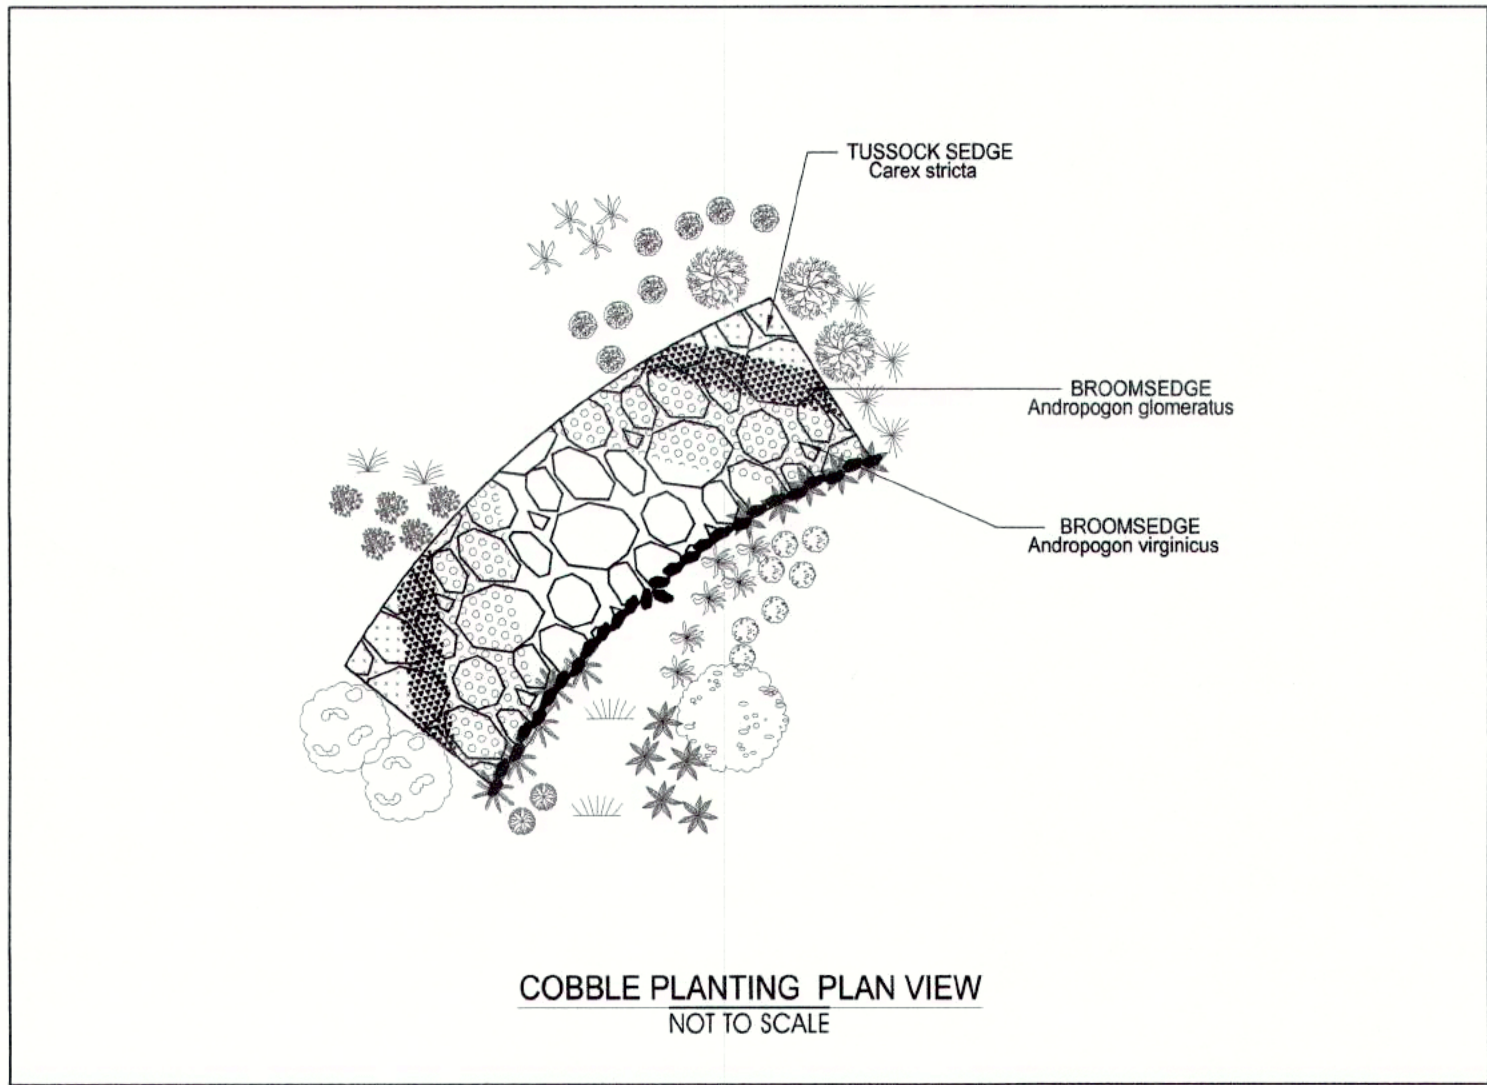 TUSSOCK SEDGE
Carex stricta
BROOMSEDGE
Andropogon glomeratus
BROOMSEDGE
Andropogon virginicus
COBBLE PLANTING PLAN VIEW
NOT TO SCALE